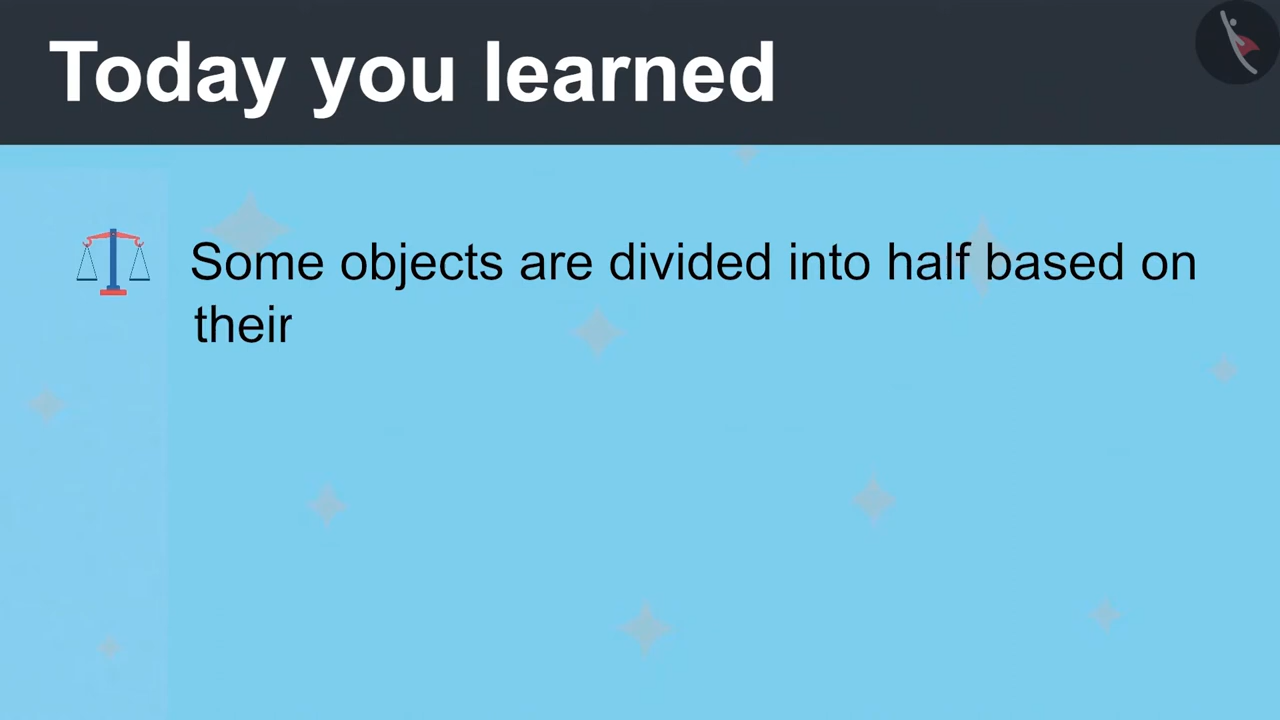 Today you learned
Some objects are divided into half based on
their